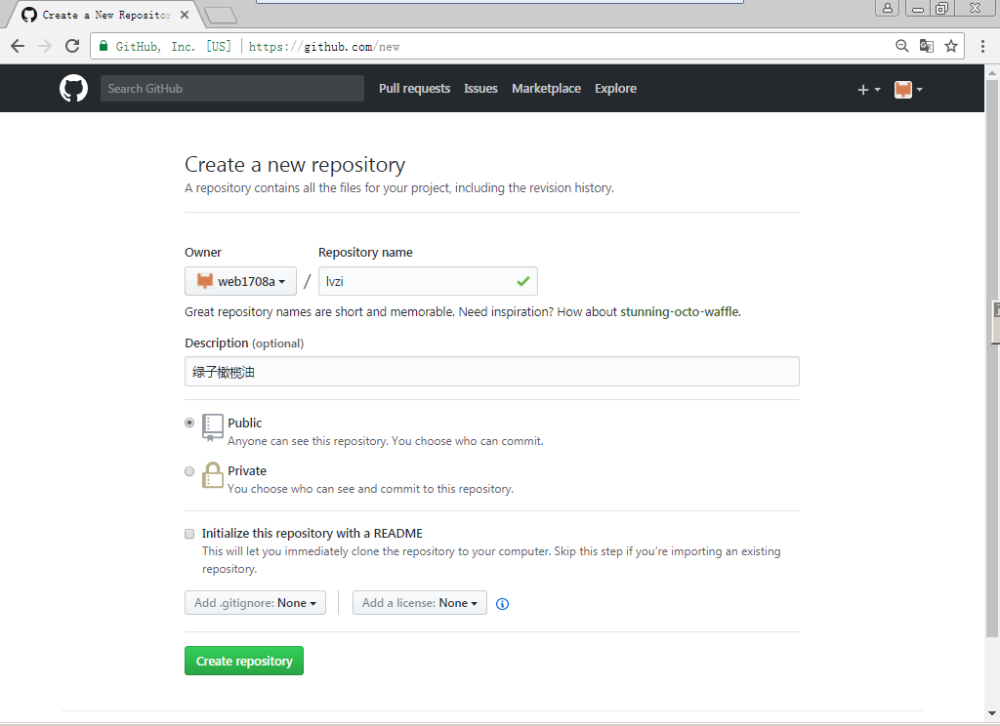 Create a New Repositor
GitHub, Inc. [US] | https://github.com/new
Search GitHub
Pull requests Issues Marketplace Explore
Create a new repository
A repository contains all the files for your project, including the revision history.
Owner
Repository name
web1708a / lvzi
Great repository names are short and memorable. Need inspiration? How about stunning-octo-waffle.
Description (optional)
绿子橄榄油
Public
Anyone can see this repository. You choose who can commit.
Private
You choose who can see and commit to this repository.
Initialize this repository with a README
This will let you immediately clone the repository to your computer. Skip this step if you're importing an existing
repository.
Add .gitignore: None
Add a license: None
Create repository